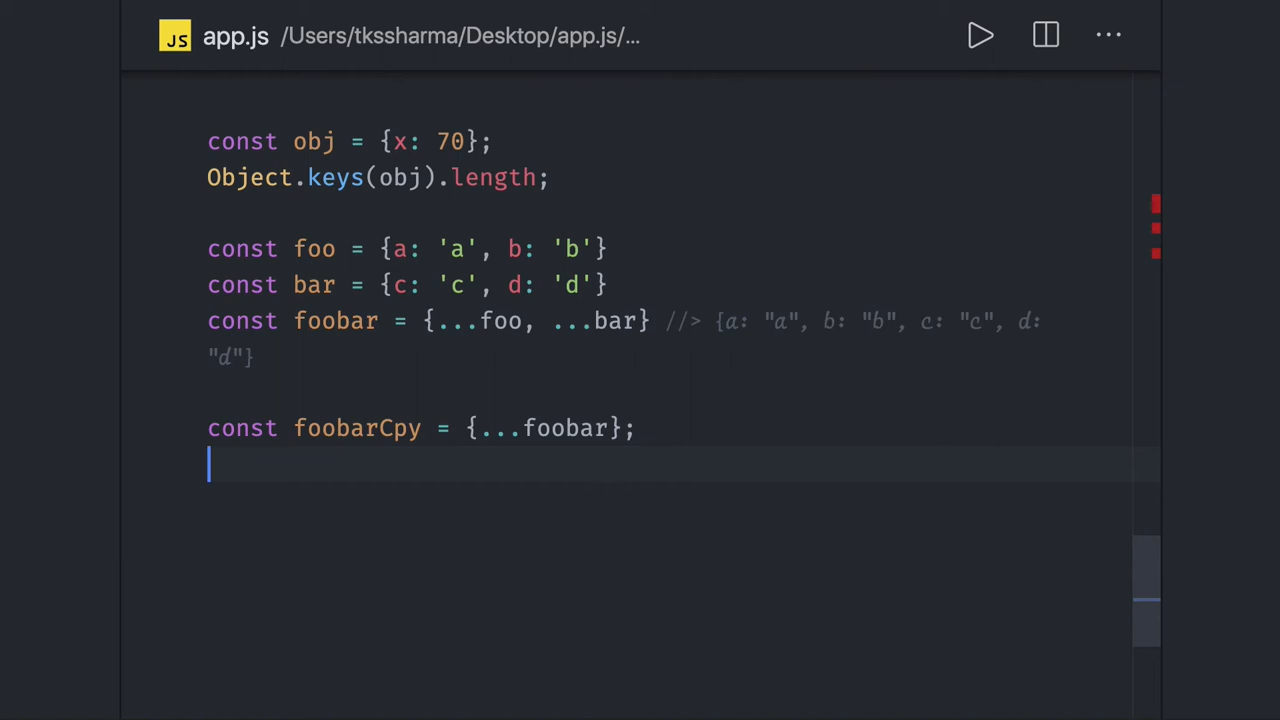 JS app.js /Users/tkssharma/Desktop/app.js/...
const obj = {x: 70};
Object.keys(obj).length;
const foo = {a: 'a', b: 'b'}
const bar = {c: 'c', d: 'd'}
const foobar = {...foo, ...bar} //> {a: "a", b: "b", c: "c", d:
"d"}
const foobarCpy = {...foobar};